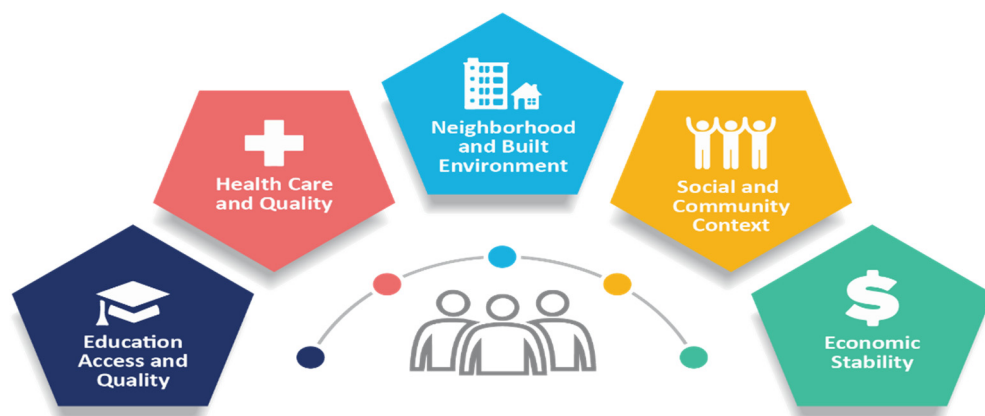 Education
Access and
Quality
Health Care
and Quality
Neighborhood
and Built
Environment
Social and
Community
Context
Economic
Stability